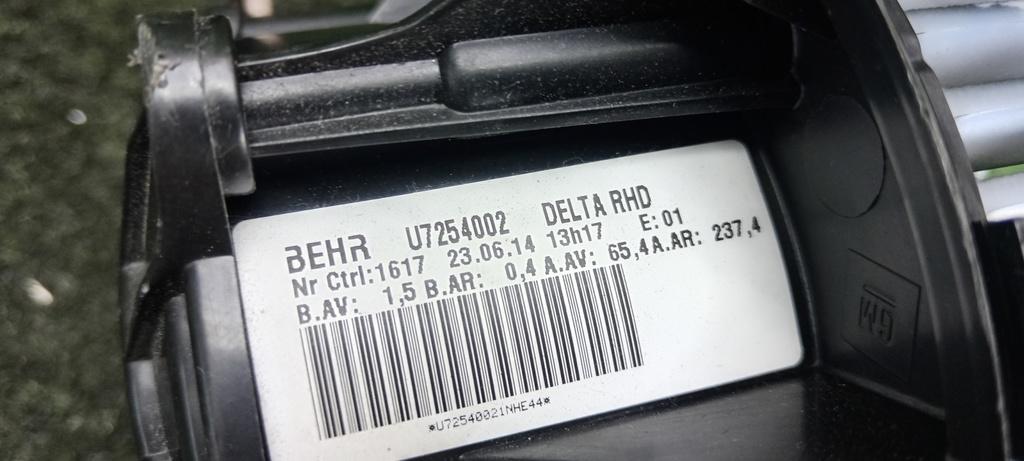 BEHR U7254002 DELTA RHD
Nr Ctrl:1617 23.06.14 13h17 E:01
B.AV: 1,5 B.AR: 0,4 A.AV: 65,4 A.AR: 237,4
*U72540021NHE44*
GM